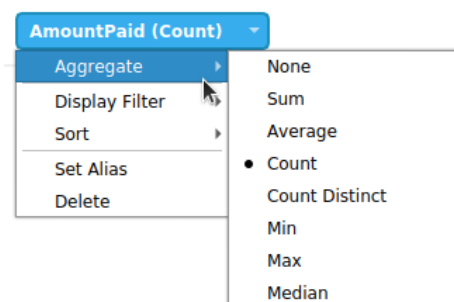 AmountPaid (Count)
Aggregate
Display Filter
Sort
Set Alias
Delete
None
Sum
Average
Count
Count Distinct
Min
Max
Median